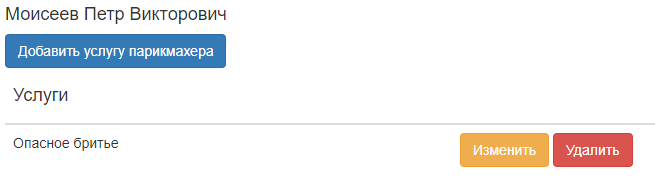 Моисеев Петр Викторович
Добавить услугу парикмахера
Услуги
Опасное бритье Изменить Удалить